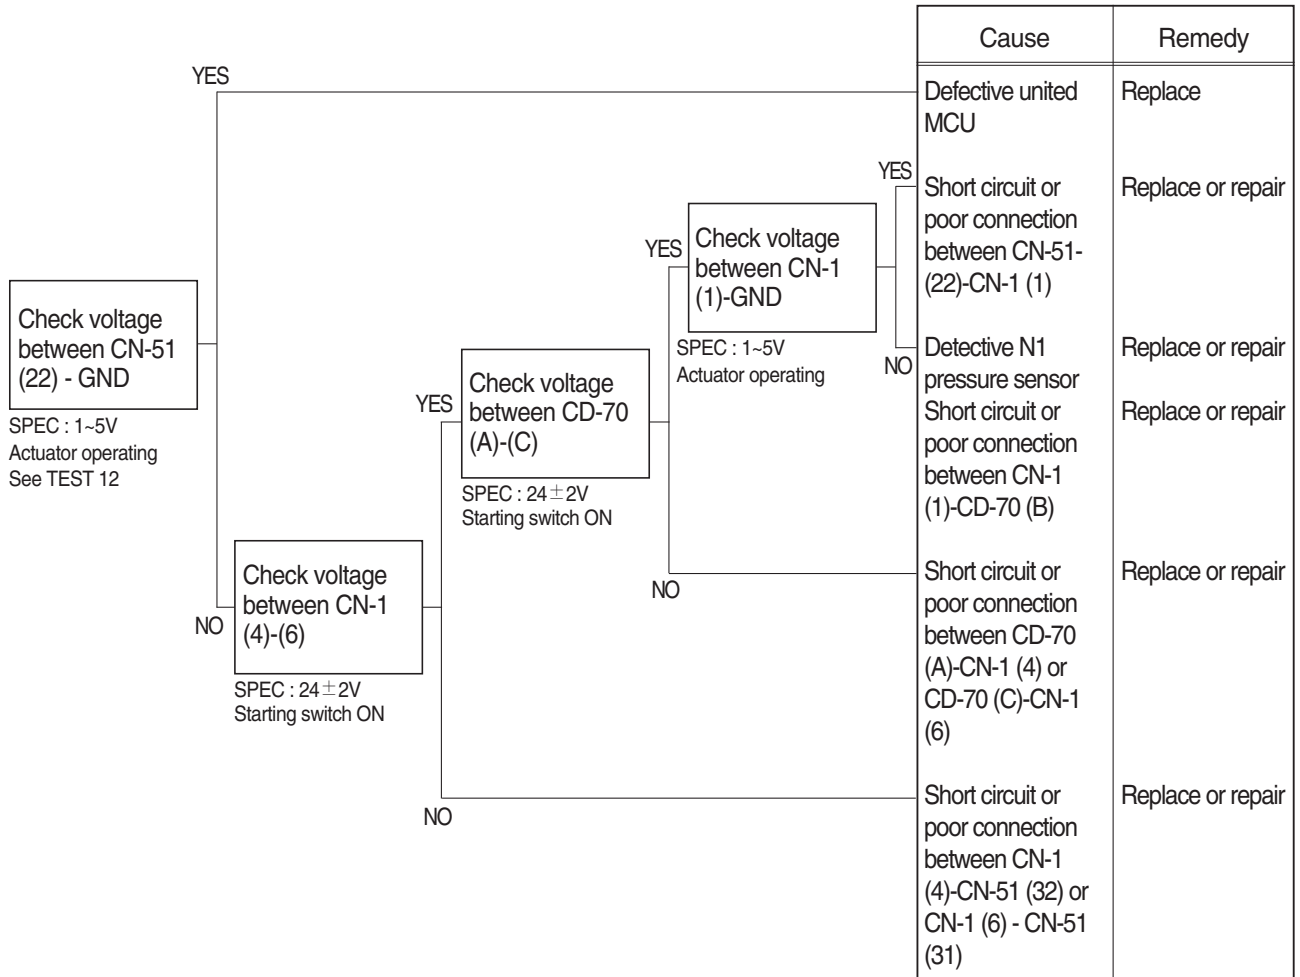 Cause
Remedy
YES
Defective united
MCU
Replace
YES
Short circuit or
poor connection
between CN-51-
(22)-CN-1 (1)
Replace or repair
YES
Check voltage
between CN-1
(1)-GND
SPEC : 1~5V
Actuator operating
NO
Detective N1
pressure sensor
Replace or repair
Short circuit or
poor connection
between CN-1
(1)-CD-70 (B)
Replace or repair
Check voltage
between CN-51
(22) - GND
SPEC : 1~5V
Actuator operating
See TEST 12
YES
Check voltage
between CD-70
(A)-(C)
SPEC : 24±2V
Starting switch ON
NO
Short circuit or
poor connection
between CD-70
(A)-CN-1 (4) or
CD-70 (C)-CN-1
(6)
Replace or repair
NO
Check voltage
between CN-1
(4)-(6)
SPEC : 24±2V
Starting switch ON
NO
Short circuit or
poor connection
between CN-1
(4)-CN-51 (32) or
CN-1 (6) - CN-51
(31)
Replace or repair